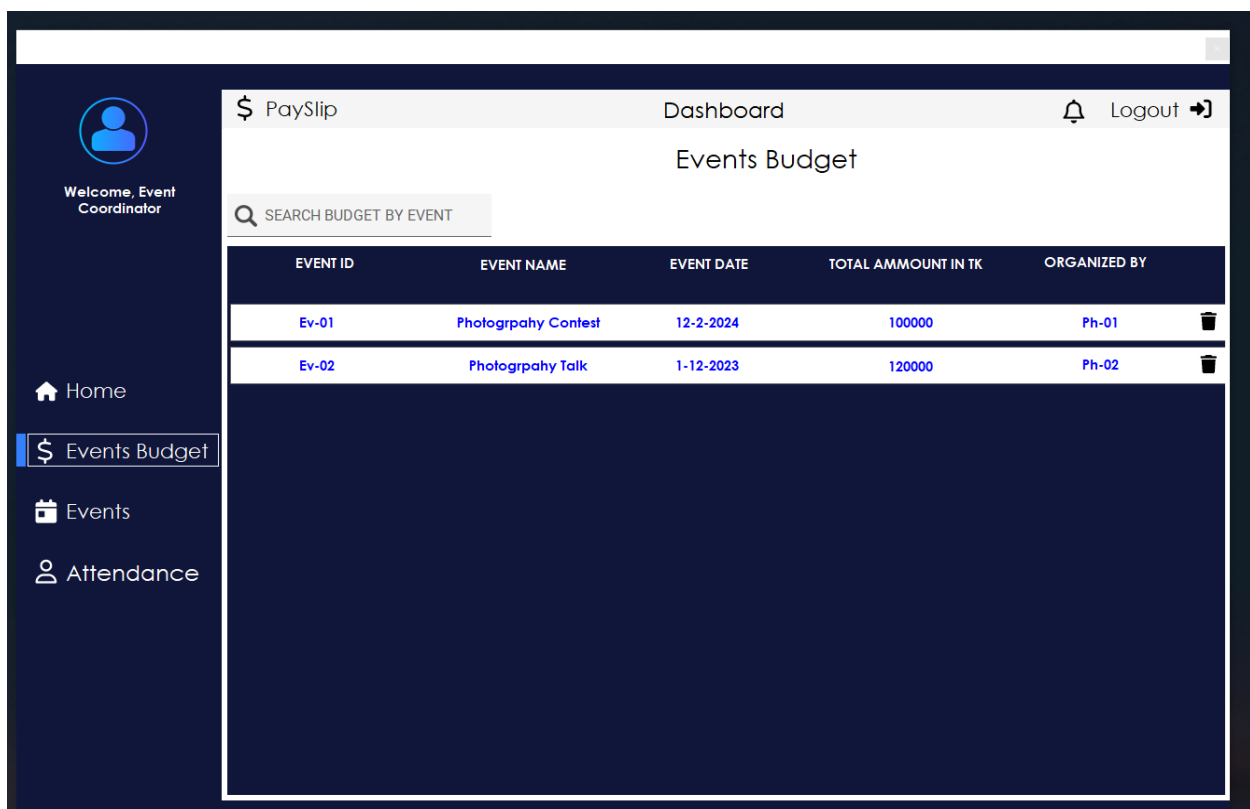 $ PaySlip Dashboard Logout
Welcome, Event
Coordinator
Events Budget
SEARCH BUDGET BY EVENT
EVENT ID EVENT NAME EVENT DATE TOTAL AMMOUNT IN TK ORGANIZED BY
Ev-01 Photogrpahy Contest 12-2-2024 100000 Ph-01
Ev-02 Photogrpahy Talk 1-12-2023 120000 Ph-02
Home
$ Events Budget
Events
Attendance